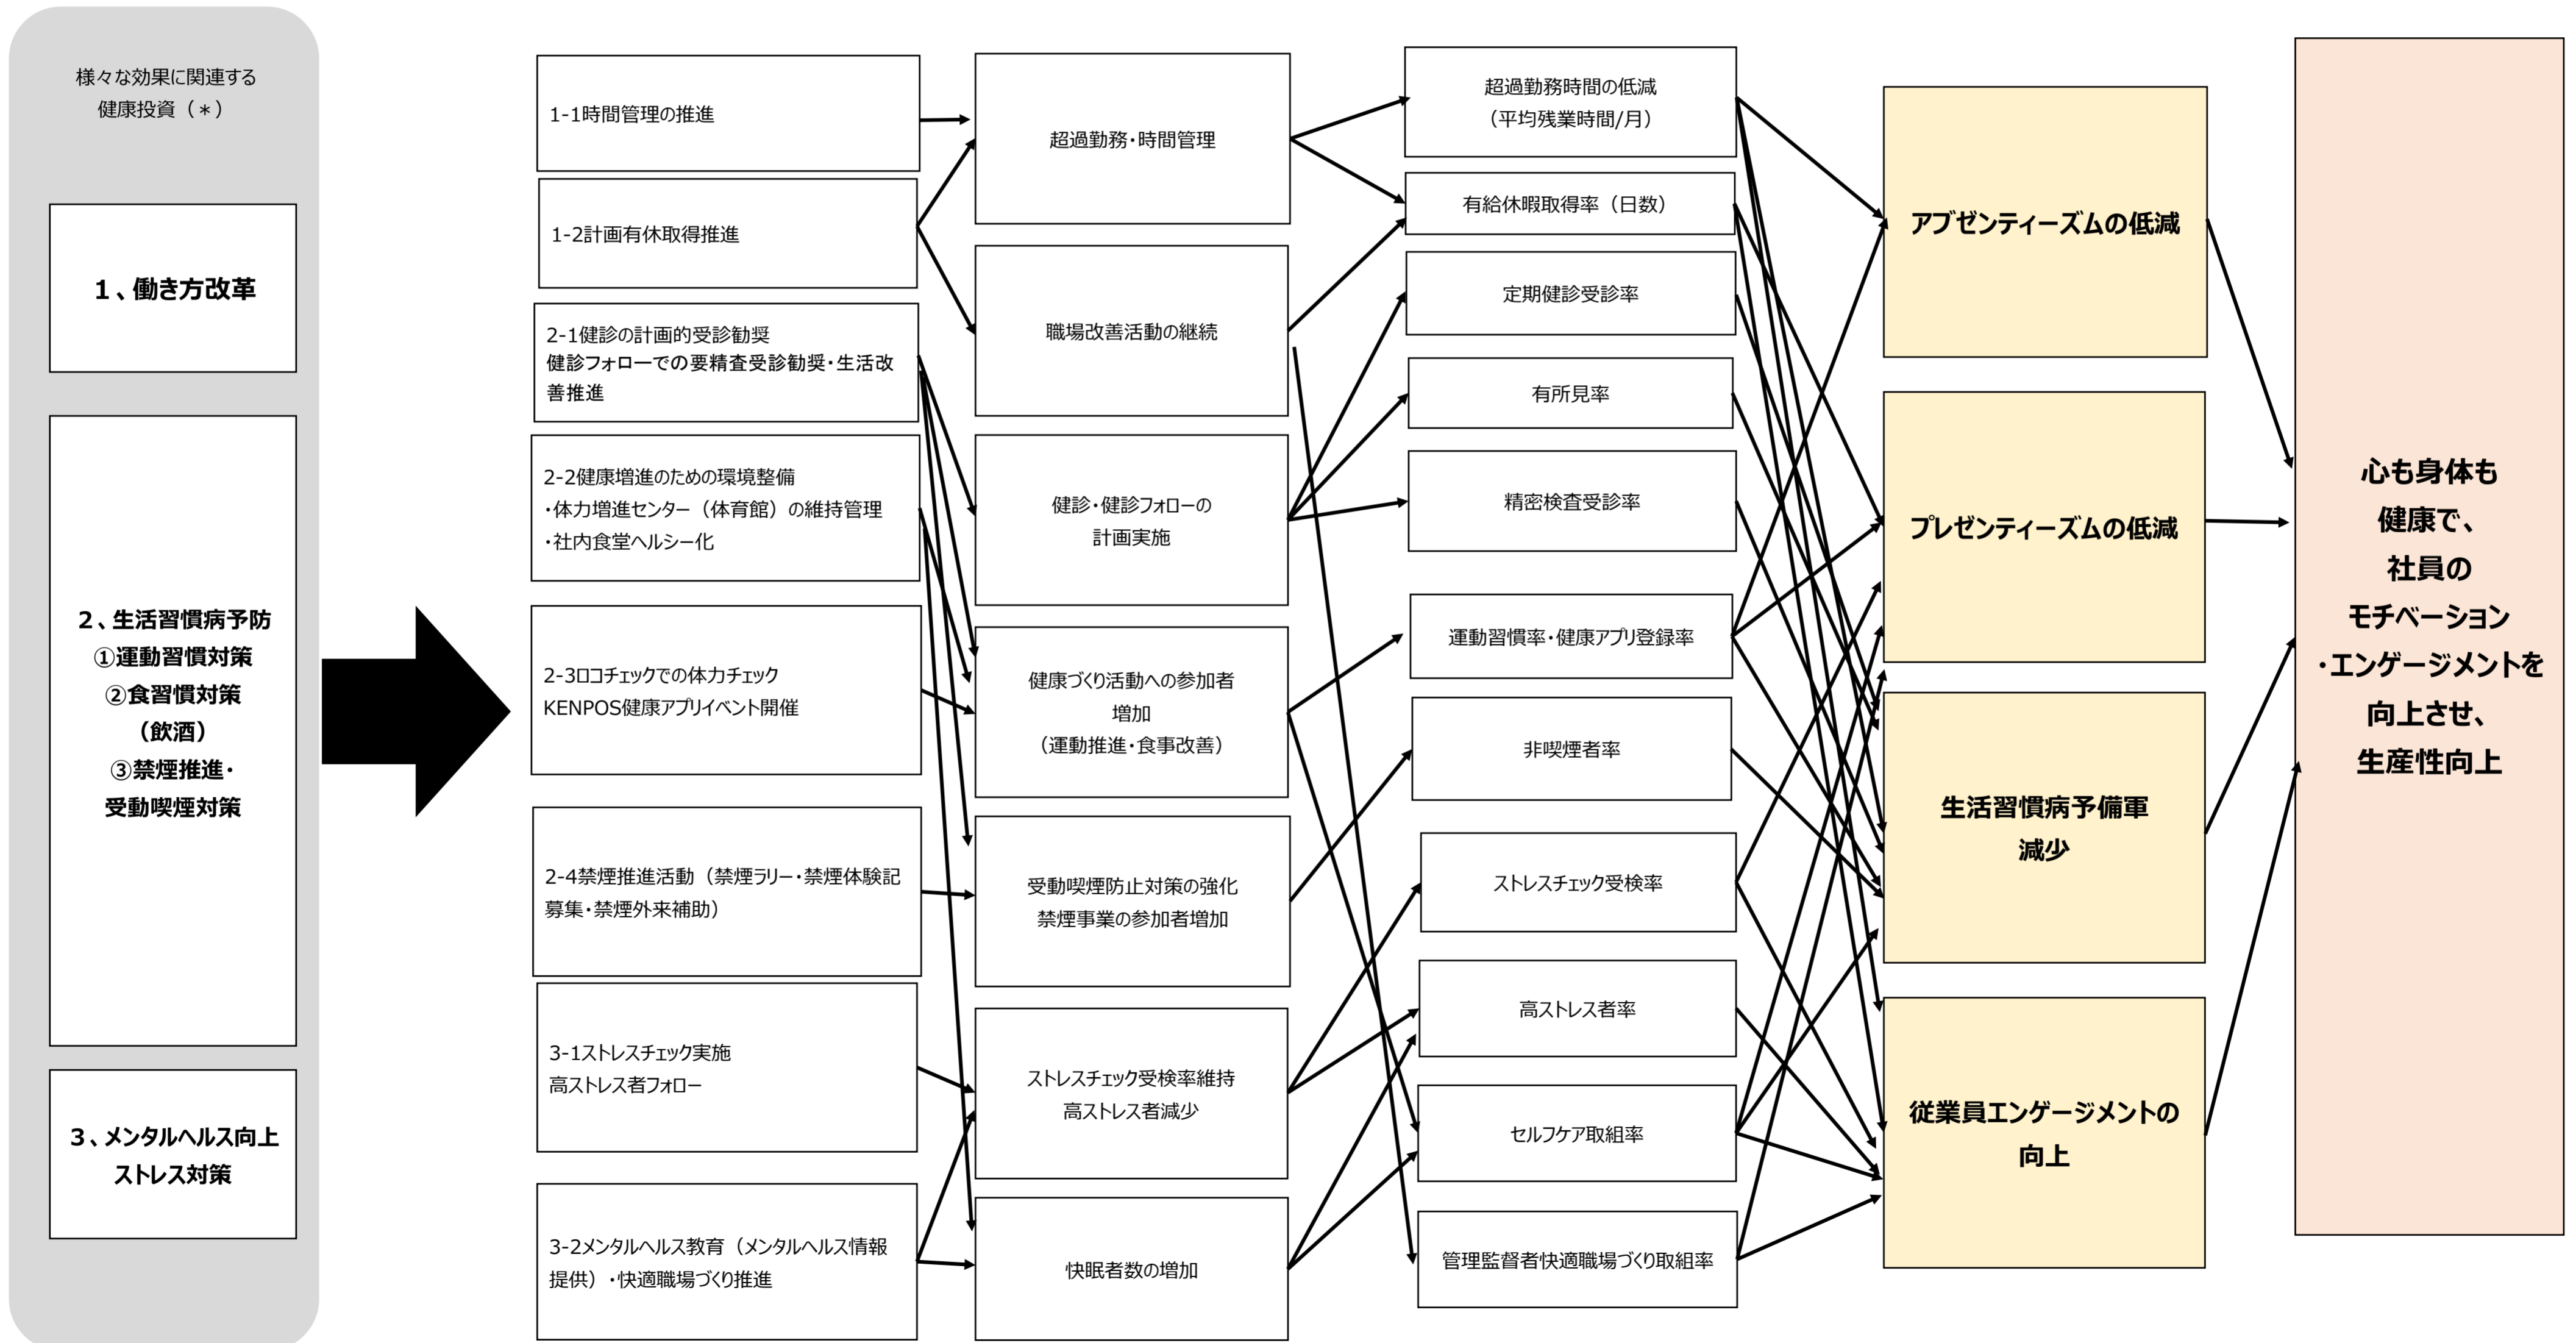 様々な効果に関連する
健康投資（＊）
１、働き方改革
２、生活習慣病予防
①運動習慣対策
②食習慣対策
（飲酒）
③禁煙推進・
受動喫煙対策
３、メンタルヘルス向上
ストレス対策
1-1時間管理の推進
1-2計画有休取得推進
2-1健診の計画的受診勧奨
健診フォローでの要精査受診勧奨・生活改
善推進
2-2健康増進のための環境整備
・体力増進センター（体育館）の維持管理
・社内食堂ヘルシー化
2-3ロコチェックでの体力チェック
KENPOS健康アプリイベント開催
2-4禁煙推進活動（禁煙ラリー・禁煙体験記
募集・禁煙外来補助）
3-1ストレスチェック実施
高ストレス者フォロー
3-2メンタルヘルス教育（メンタルヘルス情報
提供）・快適職場づくり推進
超過勤務・時間管理
職場改善活動の継続
健診・健診フォローの
計画実施
健康づくり活動への参加者
増加
（運動推進・食事改善）
受動喫煙防止対策の強化
禁煙事業の参加者増加
ストレスチェック受検率維持
高ストレス者減少
快眠者数の増加
超過勤務時間の低減
（平均残業時間/月）
有給休暇取得率（日数）
定期健診受診率
有所見率
精密検査受診率
運動習慣率・健康アプリ登録率
非喫煙者率
ストレスチェック受検率
高ストレス者率
セルフケア取組率
管理監督者快適職場づくり取組率
アブゼンティーズムの低減
プレゼンティーズムの低減
生活習慣病予備軍
減少
従業員エンゲージメントの
向上
心も身体も
健康で、
社員の
モチベーション
・エンゲージメントを
向上させ、
生産性向上